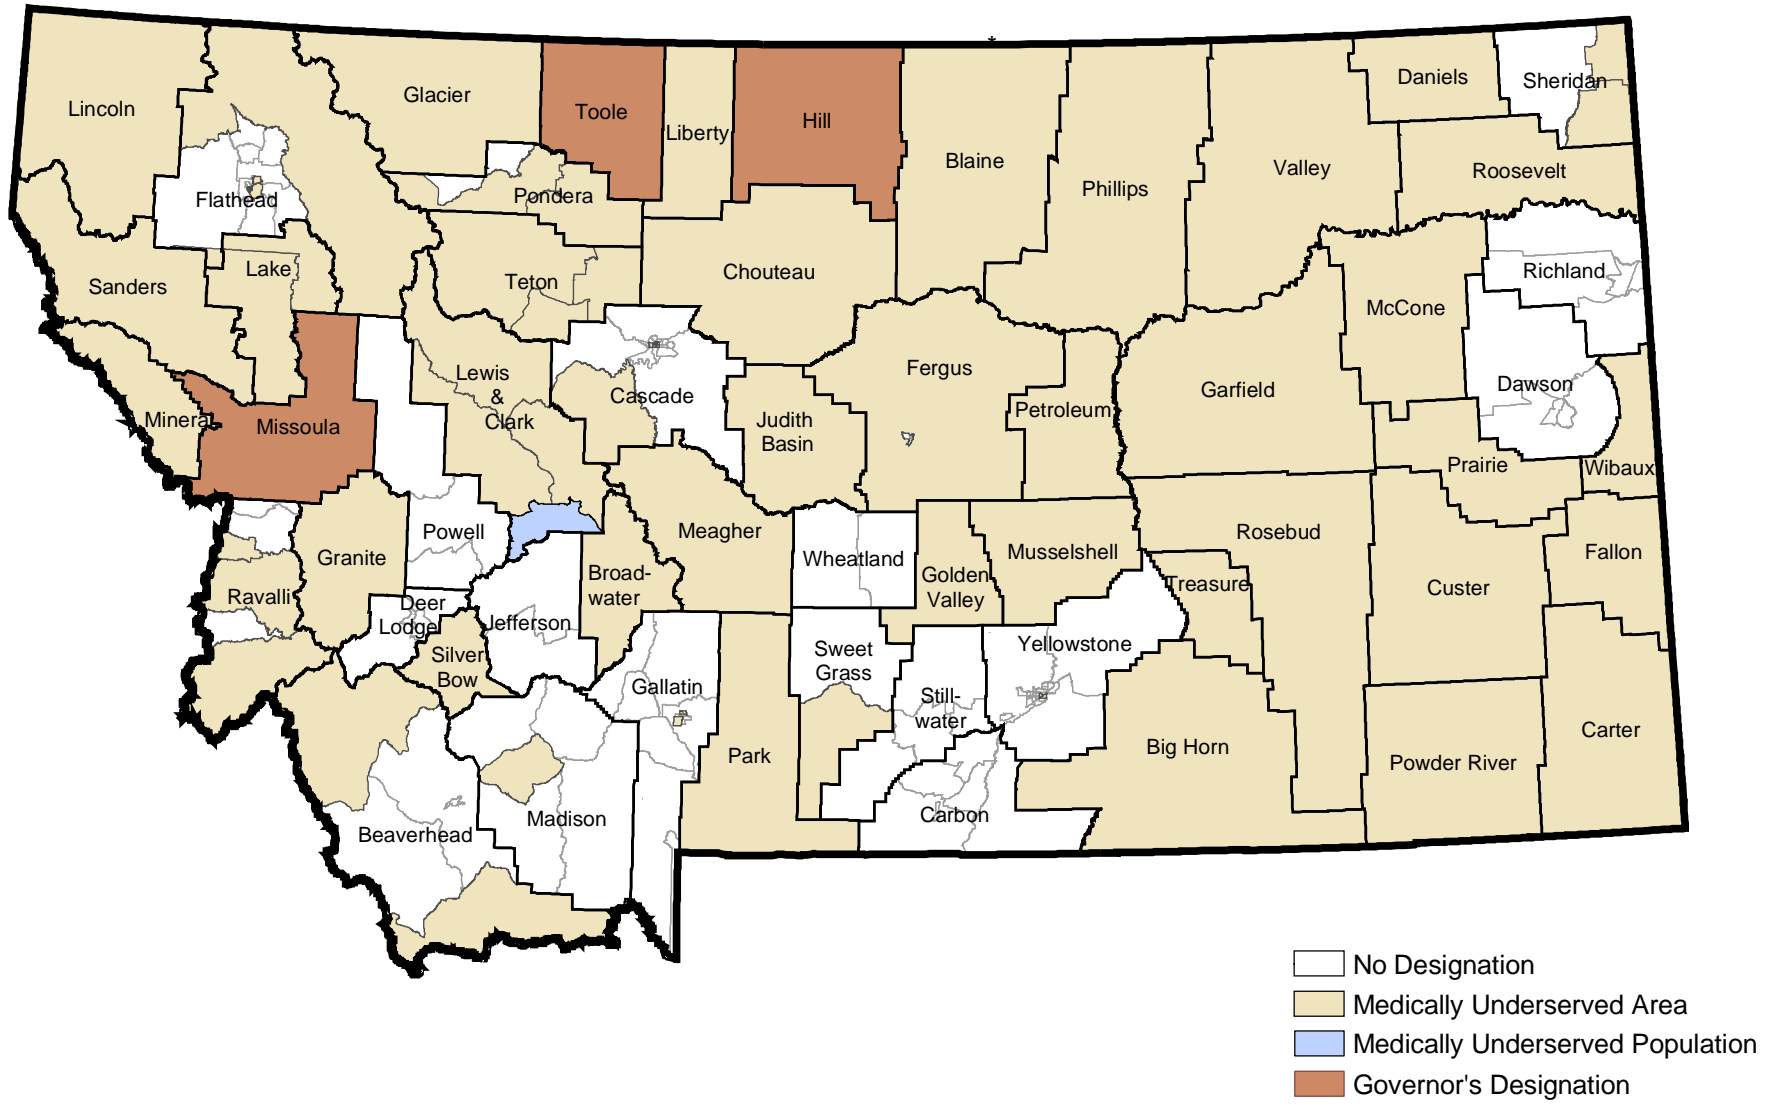 *
Lincoln
Glacier
Toole
Liberty
Hill
Blaine
Phillips
Valley
Daniels
Sheridan
Roosevelt
Flathead
Pondera
Sanders
Lake
Teton
Chouteau
McCone
Richland
Mineral
Missoula
Lewis
&
Clark
Cascade
Judith
Basin
Fergus
Petroleum
Garfield
Dawson
Prairie
Wibaux
Granite
Powell
Meagher
Wheatland
Golden
Valley
Musselshell
Rosebud
Treasure
Custer
Fallon
Ravalli
Deer
Lodge
Jefferson
Broad-
water
Silver
Bow
Gallatin
Sweet
Grass
Still-
water
Yellowstone
Park
Big Horn
Powder River
Carter
Beaverhead
Madison
Carbon
No Designation
Medically Underserved Area
Medically Underserved Population
Governor's Designation